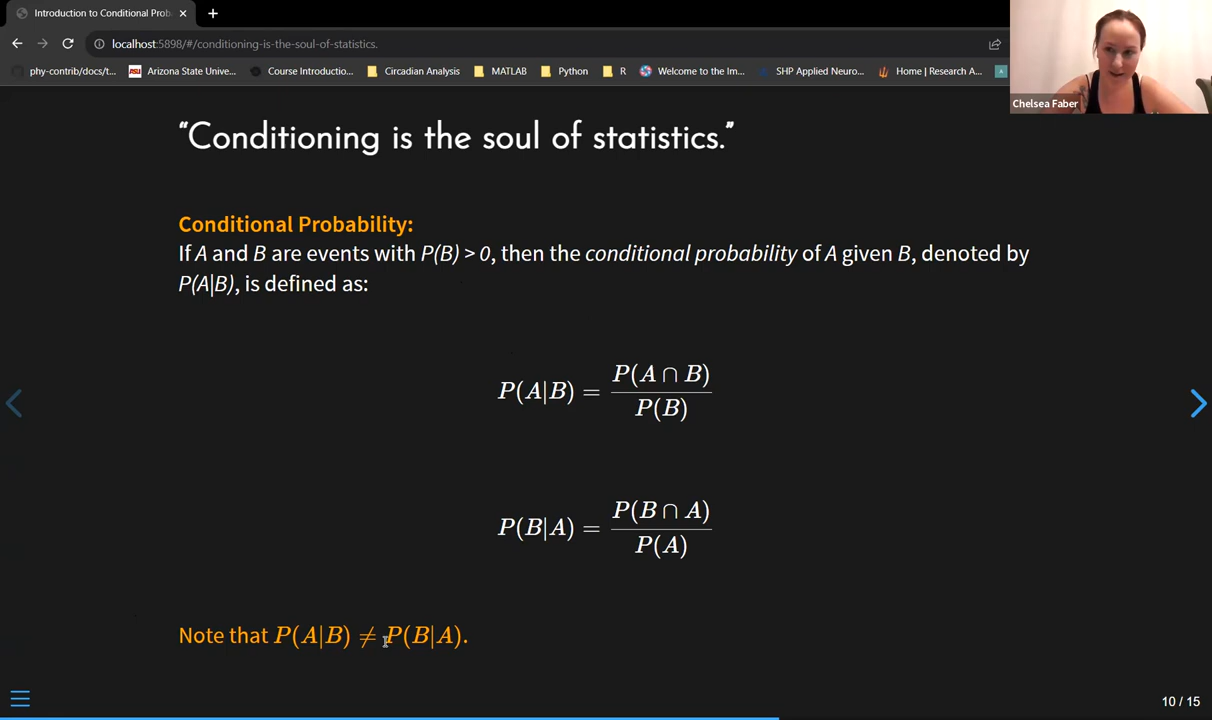 Introduction to Conditional Prob
localhost:5898/#/conditioning-is-the-soul-of-statistics.
phy-contrib/docs/t... ASU Arizona State Unive... Course Introductio... Circadian Analysis MATLAB Python R Welcome to the Im... SHP Applied Neuro... Home | Research A...
Chelsea Faber
“Conditioning is the soul of statistics.”
Conditional Probability:
If A and B are events with P(B) > 0, then the conditional probability of A given B, denoted by
P(A|B), is defined as:
P(A|B) = P(A ∩ B) / P(B)
P(B|A) = P(B ∩ A) / P(A)
Note that P(A|B) ≠ P(B|A).
10 / 15